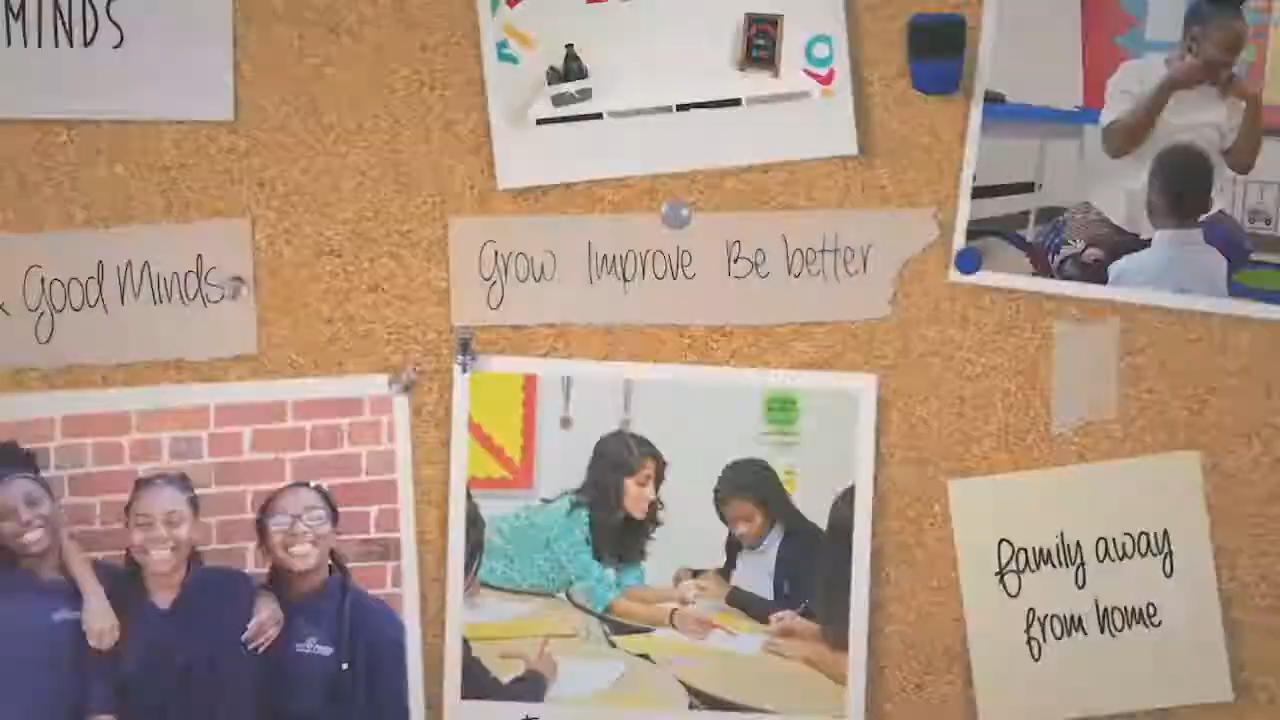 MINDS
Good Minds
Grow Improve Be better
family away
from home